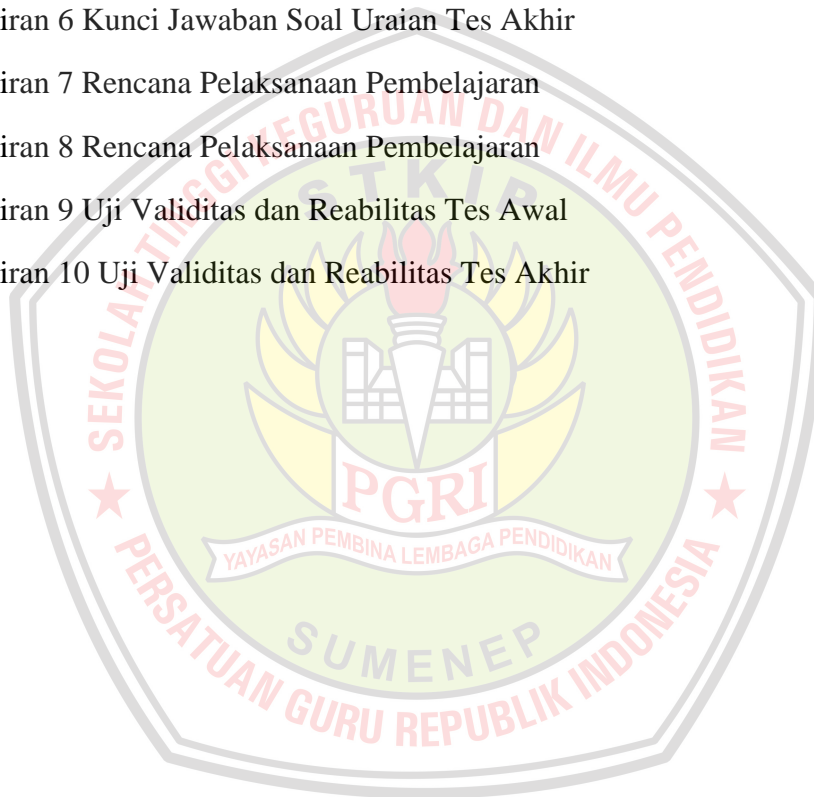 iran 6 Kunci Jawaban Soal Uraian Tes Akhir
iran 7 Rencana Pelaksanaan Pembelajaran
iran 8 Rencana Pelaksanaan Pembelajaran
iran 9 Uji Validitas dan Reabilitas Tes Awal
iran 10 Uji Validitas dan Reabilitas Tes Akhir
SEKOLAH TINGGI KEGURUAN DAN ILMU PENDIDIKAN
STKIP
PGRI
YAYASAN PEMBINA LEMBAGA PENDIDIKAN
SUMENEP
PERSATUAN GURU REPUBLIK INDONESIA